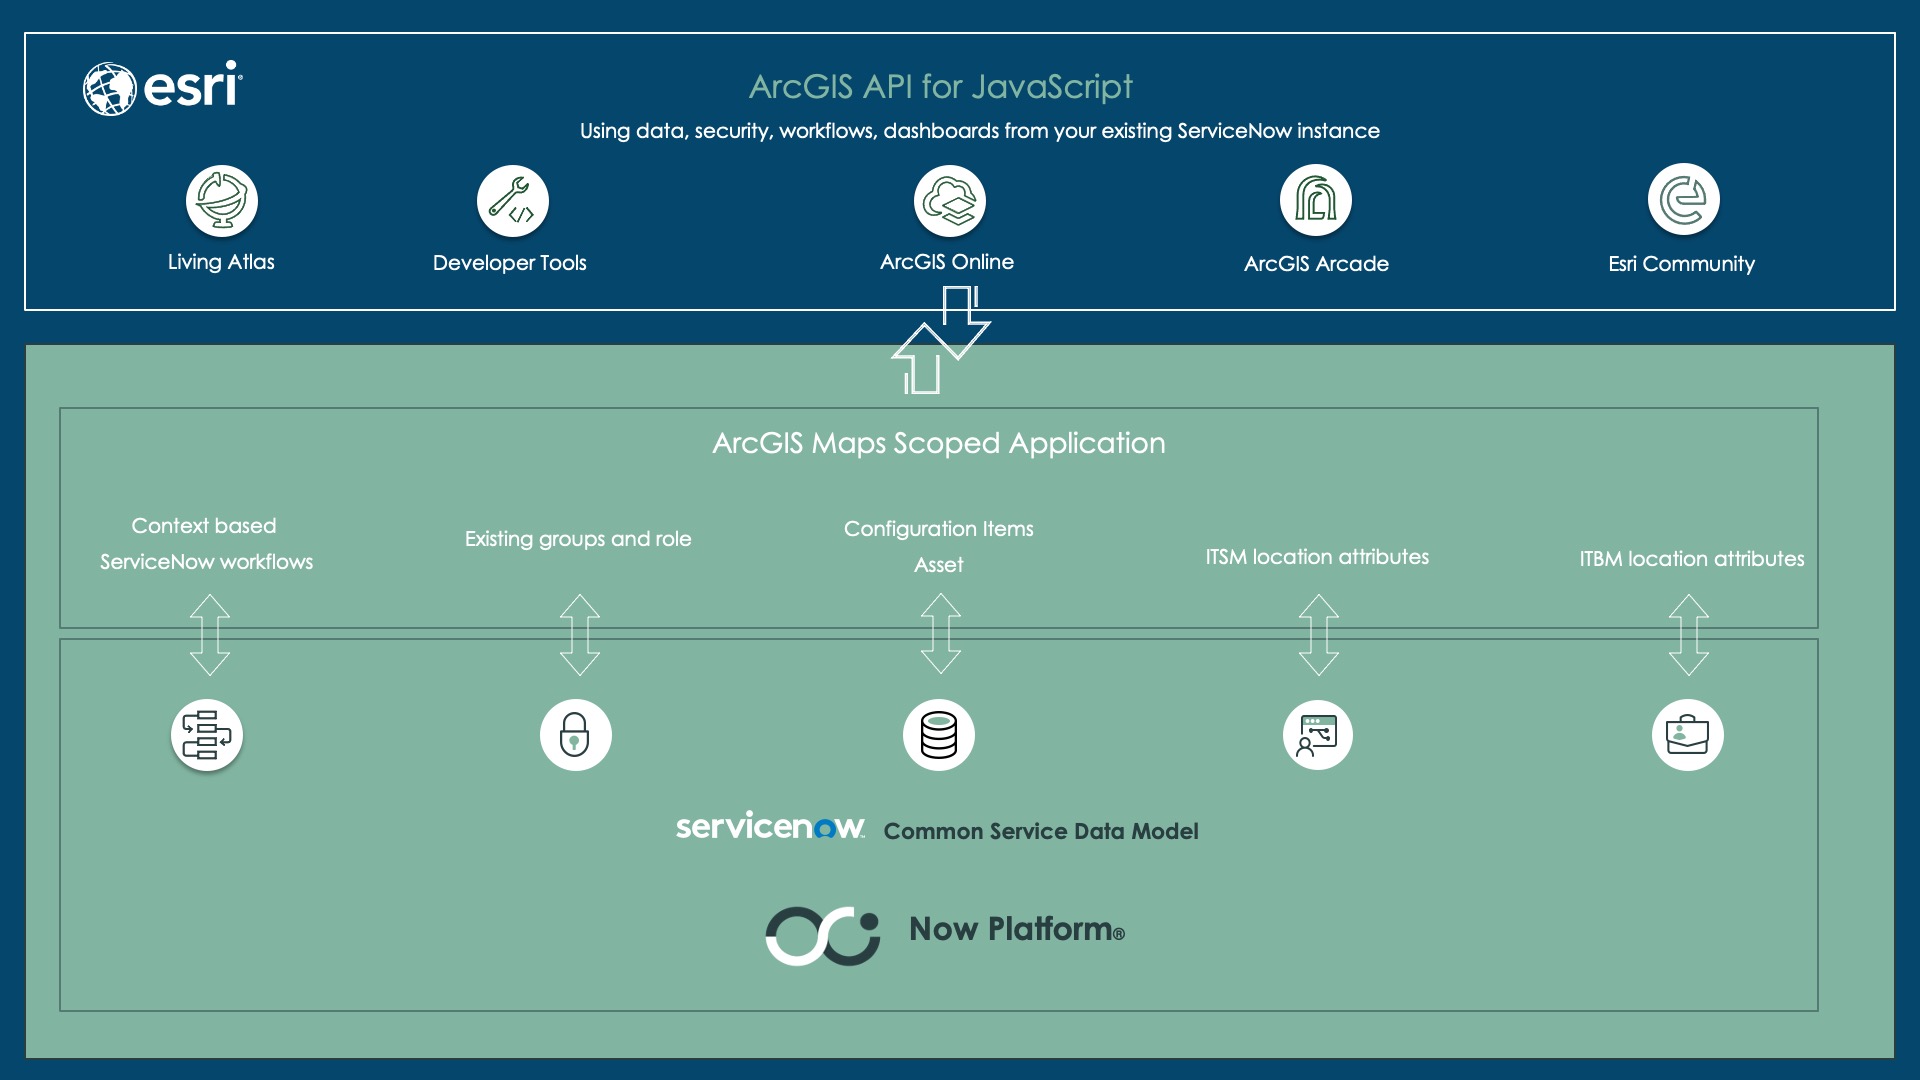 esri®
ArcGIS API for JavaScript
Using data, security, workflows, dashboards from your existing ServiceNow instance
Living Atlas
Developer Tools
ArcGIS Online
ArcGIS Arcade
Esri Community
ArcGIS Maps Scoped Application
Context based
ServiceNow workflows
Existing groups and role
Configuration Items
Asset
ITSM location attributes
ITBM location attributes
servicenow™ Common Service Data Model
Now Platform®